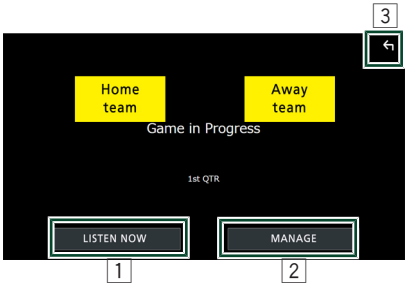 3
Home Away
team team
Game in Progress
1st QTR
LISTEN NOW MANAGE
1 2